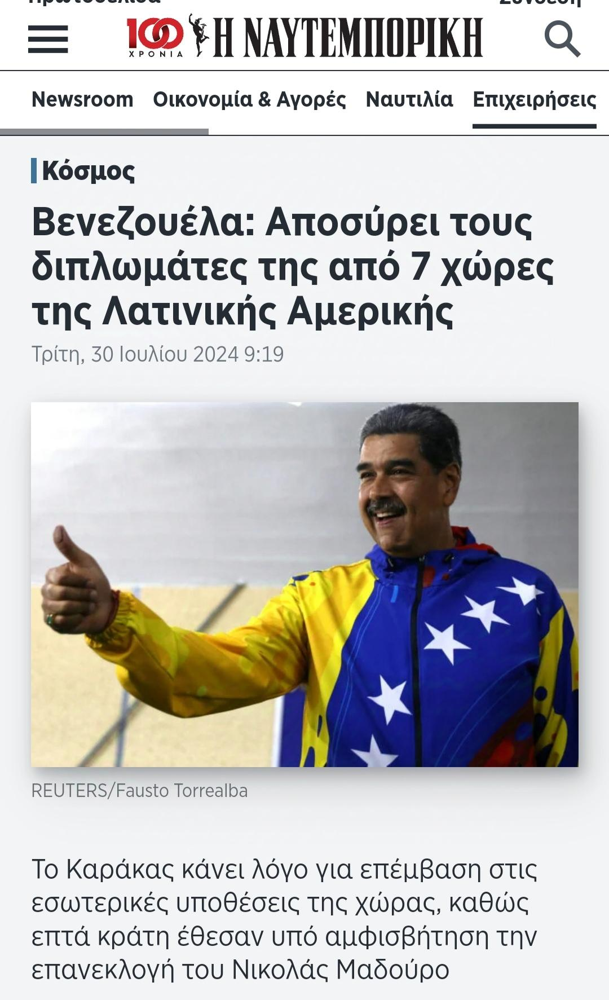 Πρωτοσέλιδα Σύνδεση
100 ΧΡΟΝΙΑ Η ΝΑΥΤΕΜΠΟΡΙΚΗ
Newsroom Οικονομία & Αγορές Ναυτιλία Επιχειρήσεις
Κόσμος
Βενεζουέλα: Αποσύρει τους
διπλωμάτες της από 7 χώρες
της Λατινικής Αμερικής
Τρίτη, 30 Ιουλίου 2024 9:19
REUTERS/Fausto Torrealba
Το Καράκας κάνει λόγο για επέμβαση στις
εσωτερικές υποθέσεις της χώρας, καθώς
επτά κράτη έθεσαν υπό αμφισβήτηση την
επανεκλογή του Νικολάς Μαδούρο